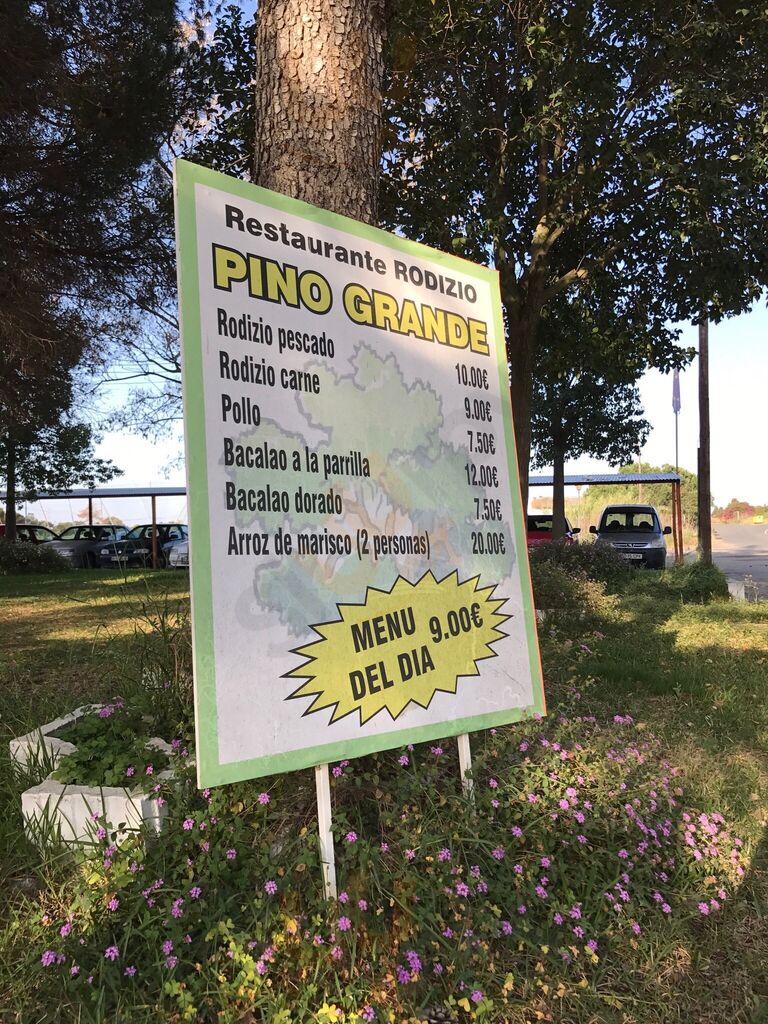 Restaurante RODIZIO
PINO GRANDE
Rodizio pescado 10.00€
Rodizio carne 9.00€
Pollo 7.50€
Bacalao a la parrilla 12.00€
Bacalao dorado 7.50€
Arroz de marisco (2 personas) 20.00€
MENU 9.00€
DEL DIA